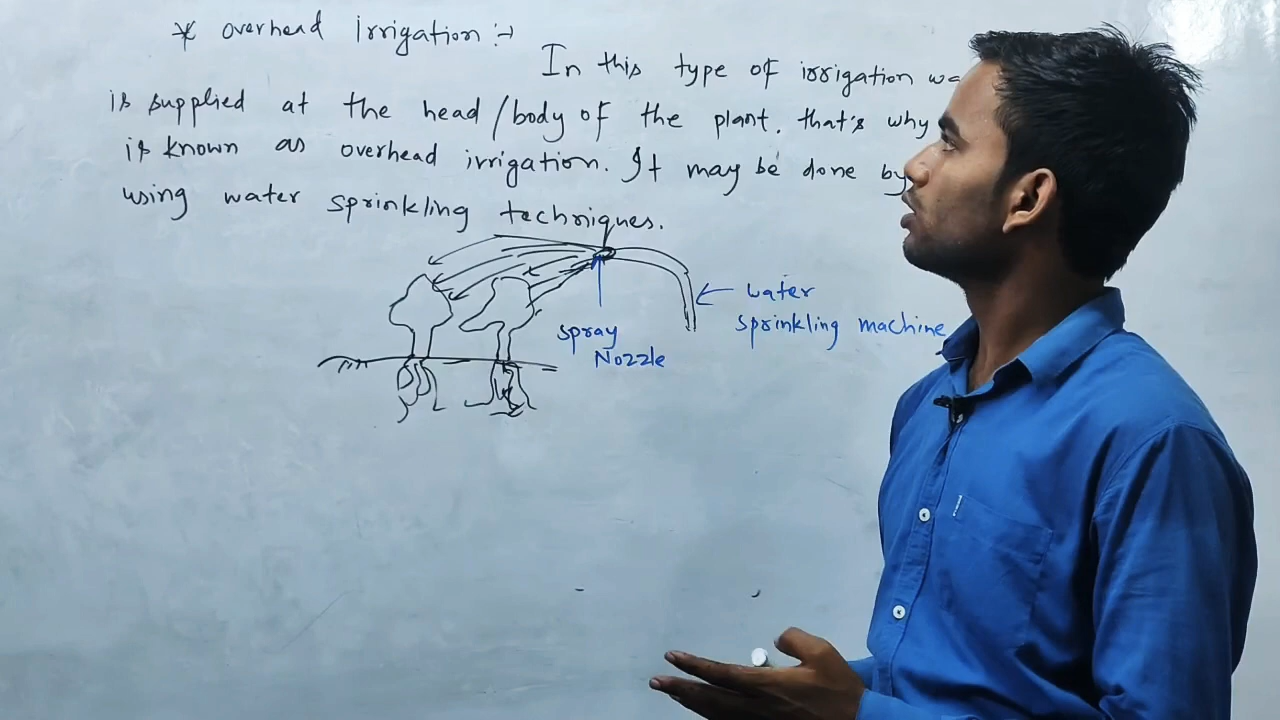 * overhead Irrigation :→
In this type of irrigation wa
is supplied at the head / body of the plant. that's why
is known as overhead irrigation. It may be done by
using water sprinkling techniques.
← water
sprinkling machine
spray
Nozzle